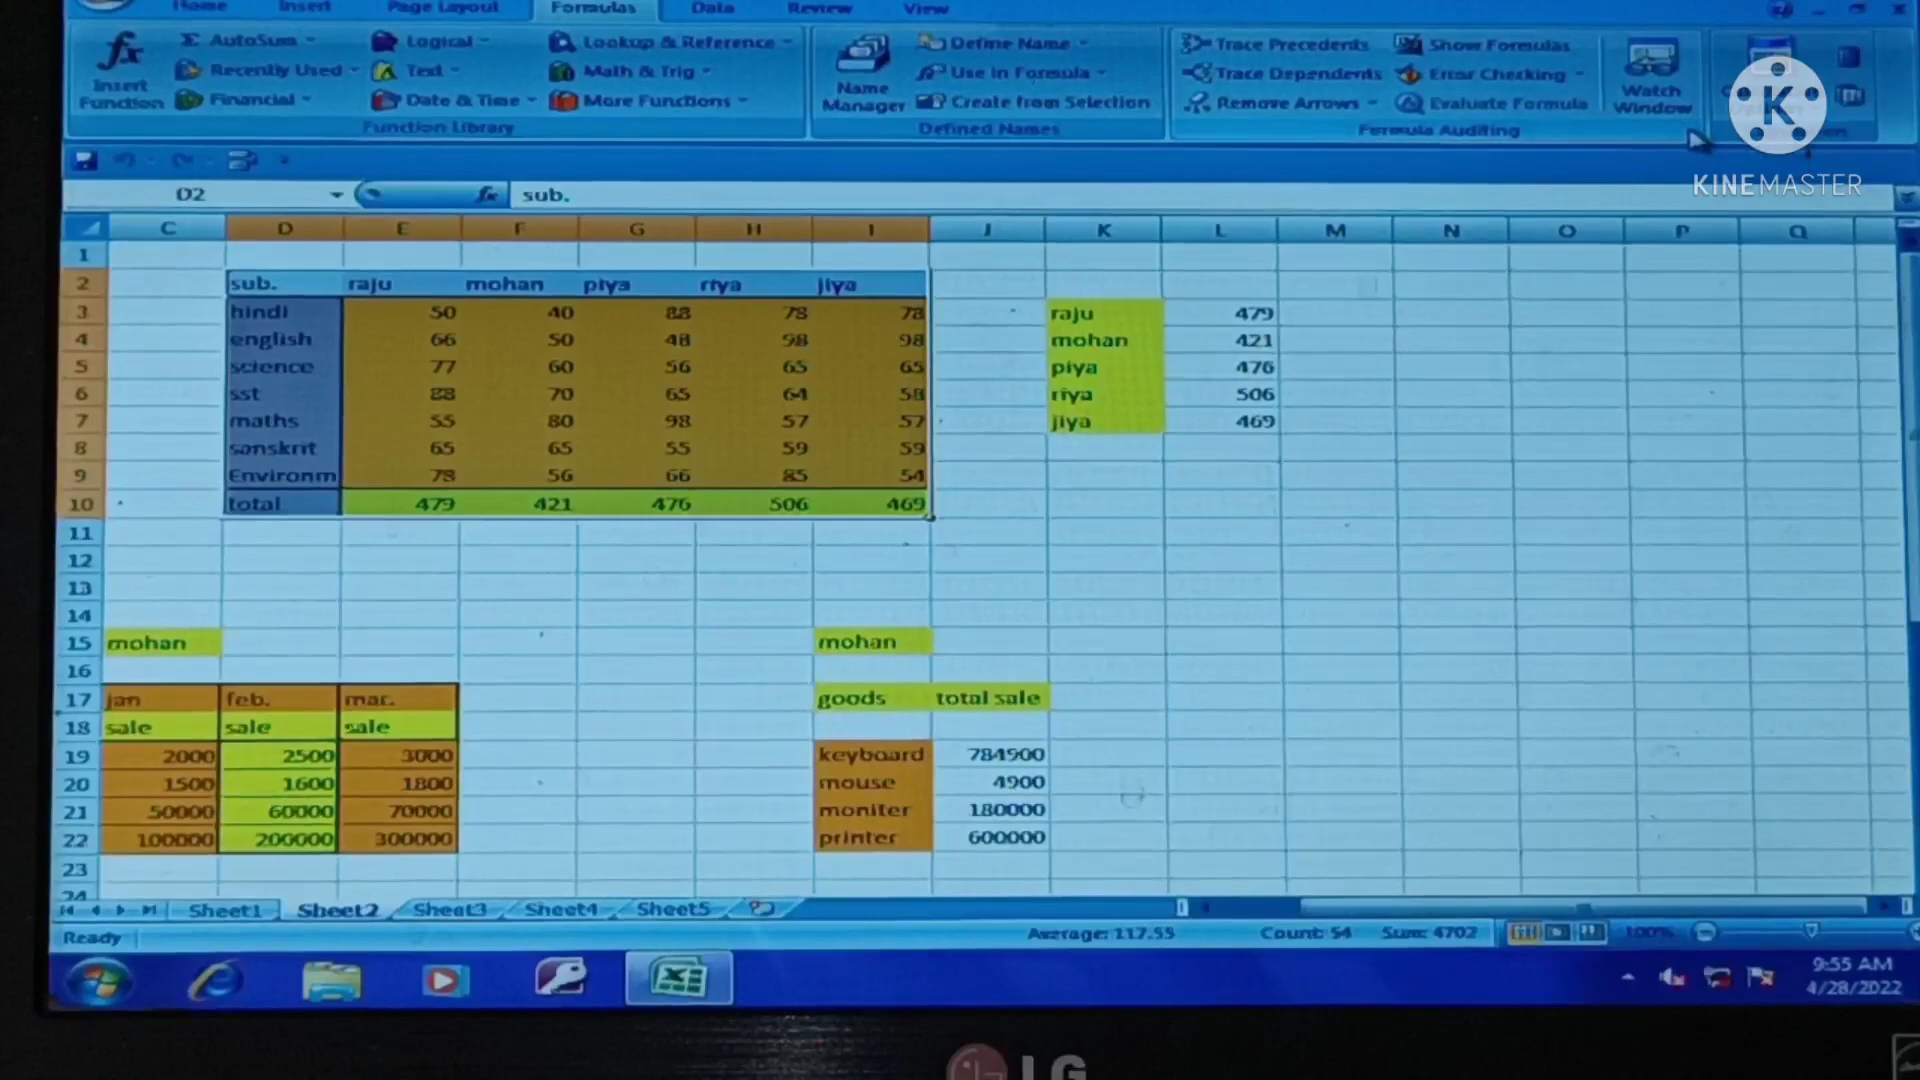 Home Insert Page Layout Formulas Data Review View
Insert Function
AutoSum
Recently Used
Financial
Logical
Text
Date & Time
Lookup & Reference
Math & Trig
More Functions
Function Library
Name Manager
Define Name
Use in Formula
Create from Selection
Defined Names
Trace Precedents
Trace Dependents
Remove Arrows
Show Formulas
Error Checking
Evaluate Formula
Formula Auditing
Watch Window
K
KINEMASTER
D2 fx sub.
C D E F G H I J K L M N O P Q
1
2 sub. raju mohan piya riya jiya
3 hindi 50 40 88 78 78 raju 479
4 english 66 50 48 98 98 mohan 421
5 science 77 60 56 65 65 piya 476
6 sst 88 70 65 64 58 riya 506
7 maths 55 80 98 57 57 jiya 469
8 sanskrit 65 65 55 59 59
9 Environm 78 56 66 85 54
10 total 479 421 476 506 469
11
12
13
14
15 mohan mohan
16
17 jan feb. mar. goods total sale
18 sale sale sale
19 2000 2500 3000 keyboard 784900
20 1500 1600 1800 mouse 4900
21 50000 60000 70000 moniter 180000
22 100000 200000 300000 printer 600000
23
24
Sheet1 Sheet2 Sheet3 Sheet4 Sheet5
Ready Average: 117.55 Count: 54 Sum: 4702 100%
9:55 AM
4/28/2022
LG